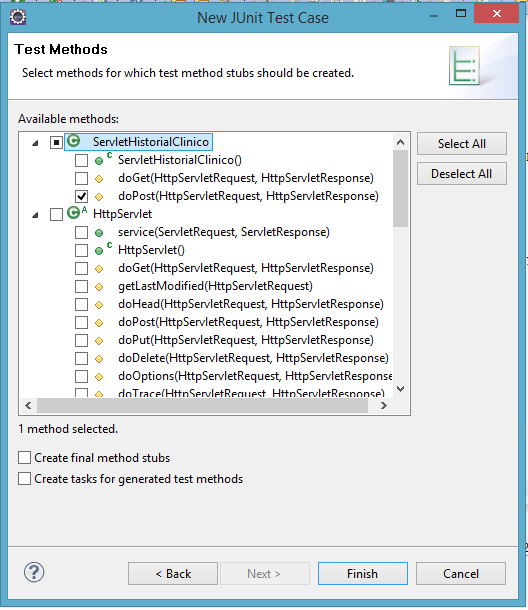 New JUnit Test Case
Test Methods
Select methods for which test method stubs should be created.
Available methods:
ServletHistorialClinico
ServletHistorialClinico()
doGet(HttpServletRequest, HttpServletResponse)
doPost(HttpServletRequest, HttpServletResponse)
HttpServlet
service(ServletRequest, ServletResponse)
HttpServlet()
doGet(HttpServletRequest, HttpServletResponse)
getLastModified(HttpServletRequest)
doHead(HttpServletRequest, HttpServletResponse)
doPost(HttpServletRequest, HttpServletResponse)
doPut(HttpServletRequest, HttpServletResponse)
doDelete(HttpServletRequest, HttpServletResponse)
doOptions(HttpServletRequest, HttpServletResponse
doTrace(HttpServletRequest, HttpServletResponse)
Select All
Deselect All
1 method selected.
Create final method stubs
Create tasks for generated test methods
< Back
Next >
Finish
Cancel